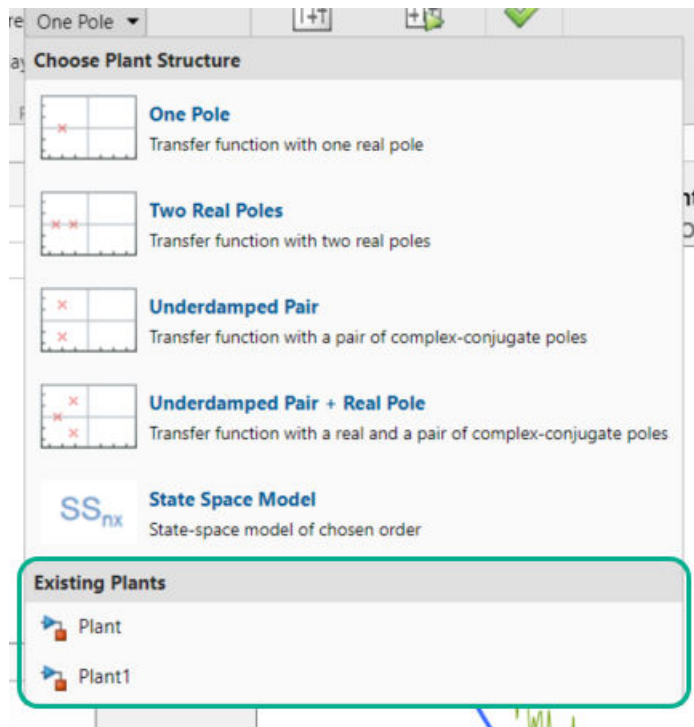 re One Pole
ay
Choose Plant Structure
One Pole
Transfer function with one real pole
Two Real Poles
Transfer function with two real poles
Underdamped Pair
Transfer function with a pair of complex-conjugate poles
Underdamped Pair + Real Pole
Transfer function with a real and a pair of complex-conjugate poles
SSnx
State Space Model
State-space model of chosen order
Existing Plants
Plant
Plant1